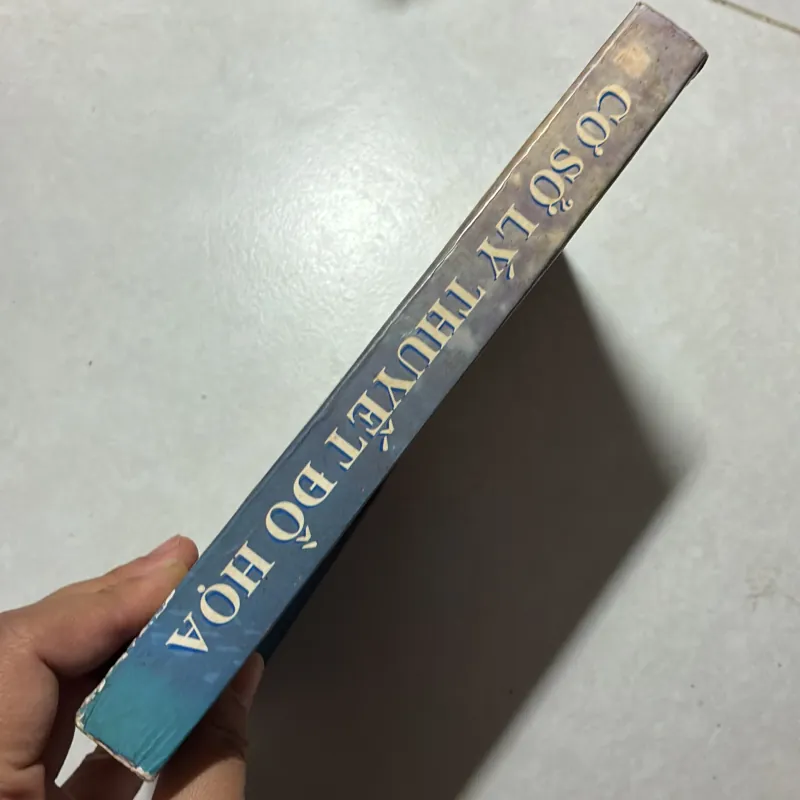 CƠ SỞ LÝ THUYẾT ĐỒ HỌA